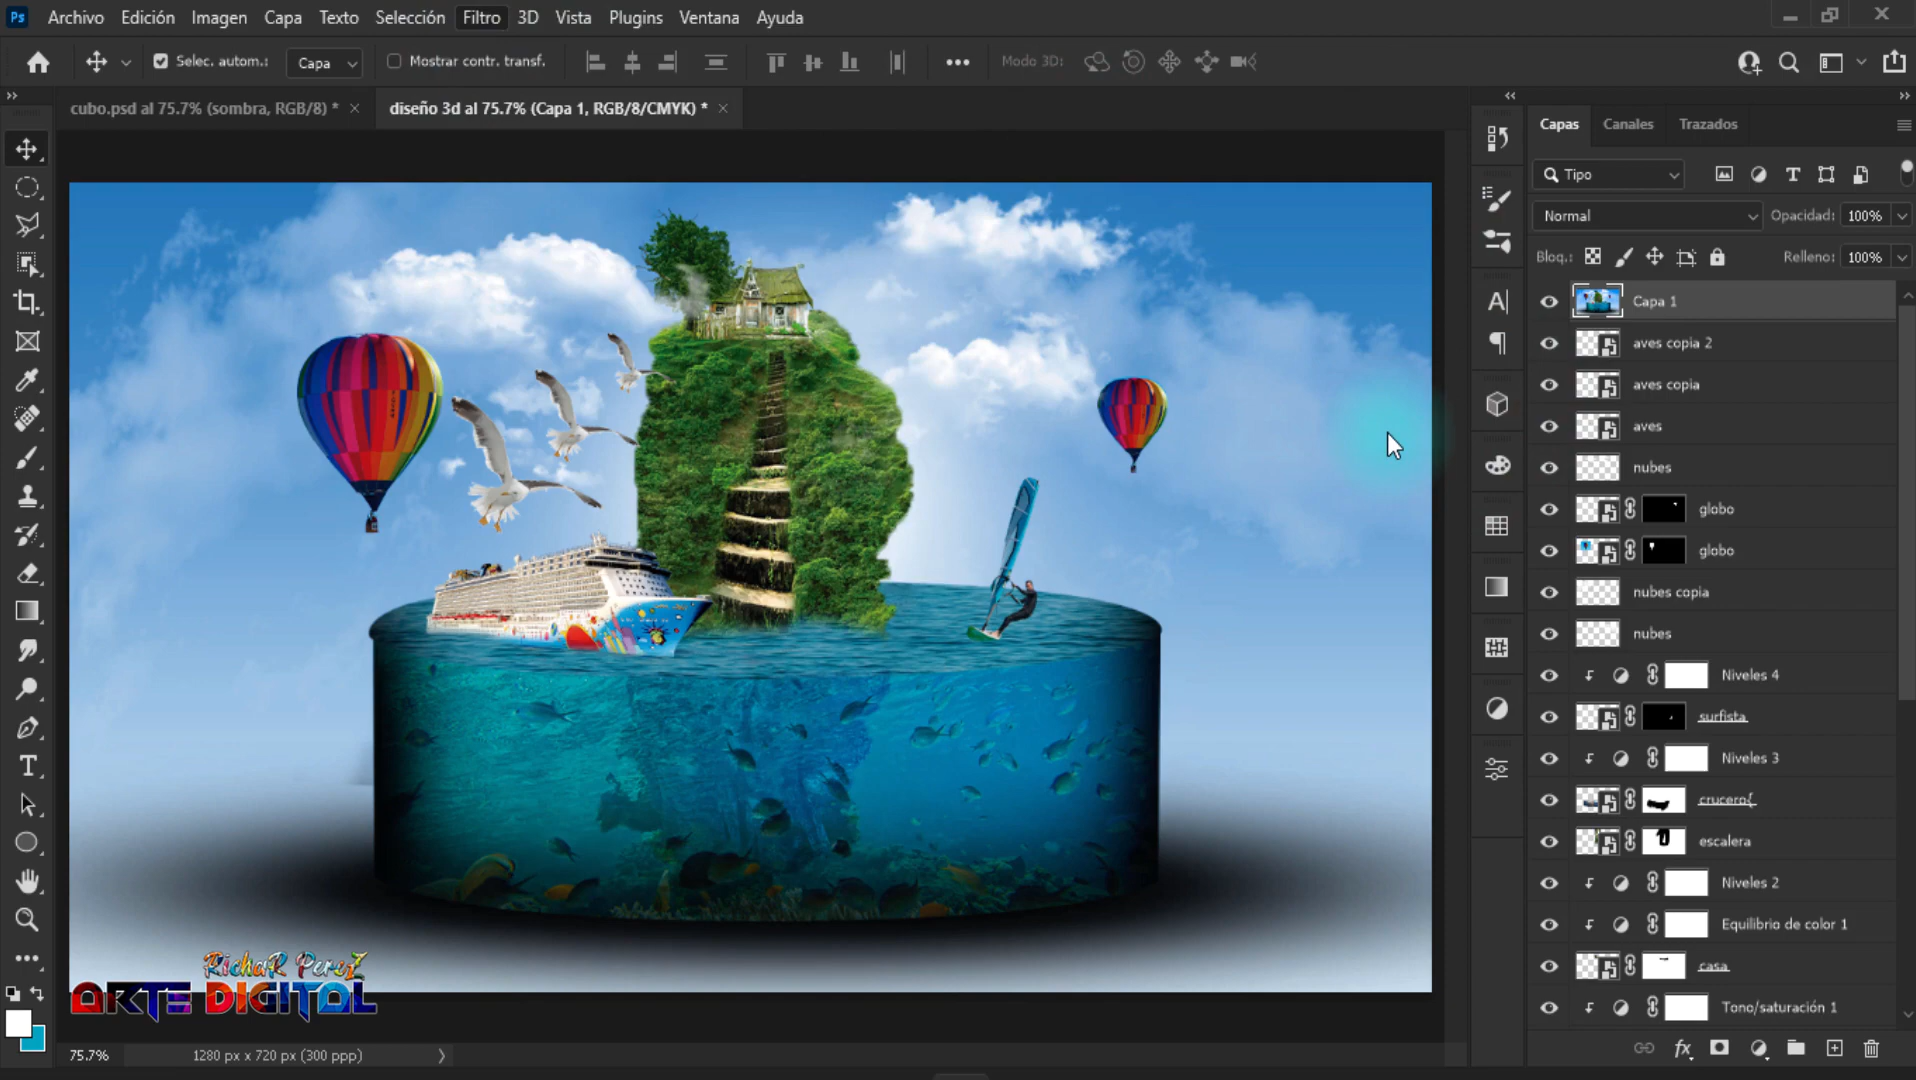 Ps Archivo Edición Imagen Capa Texto Selección Filtro 3D Vista Plugins Ventana Ayuda
Selec. autom.: Capa Mostrar contr. transf. Modo 3D:
cubo.psd al 75.7% (sombra, RGB/8) * diseño 3d al 75.7% (Capa 1, RGB/8/CMYK) *
Capas Canales Trazados
Tipo
Normal Opacidad: 100%
Bloq.: Relleno: 100%
Capa 1
aves copia 2
aves copia
aves
nubes
globo
globo
nubes copia
nubes
Niveles 4
surfista
Niveles 3
crucero{
escalera
Niveles 2
Equilibrio de color 1
casa
Tono/saturación 1
RichaR PereZ
ARTE DIGITAL
75.7% 1280 px x 720 px (300 ppp)